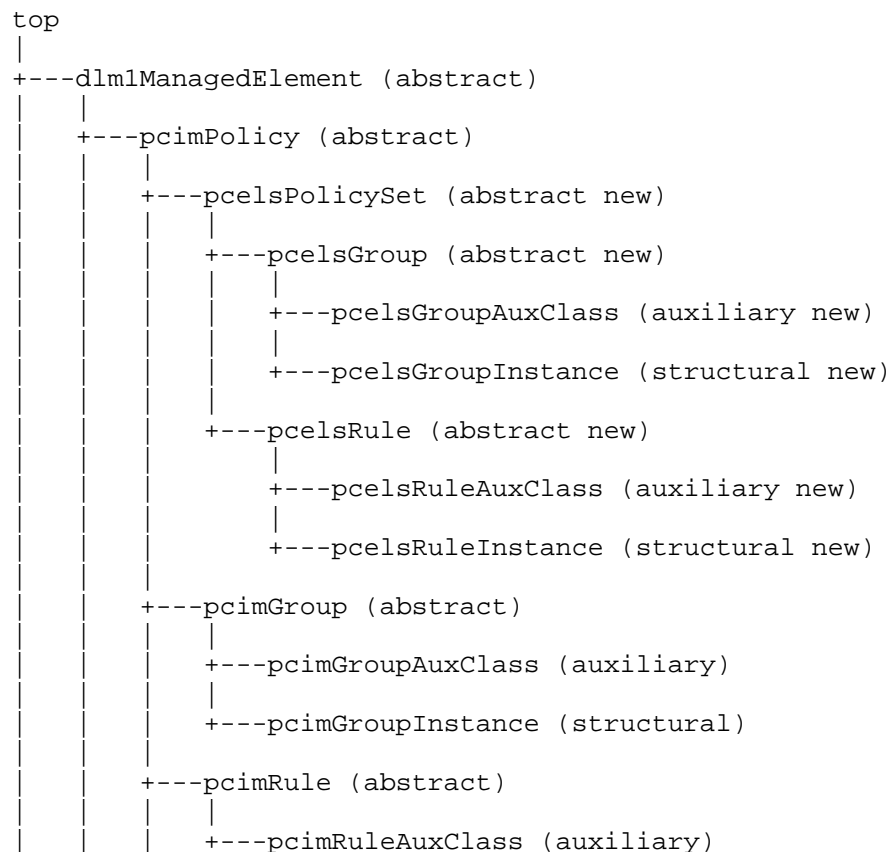 top
|
+---dlm1ManagedElement (abstract)
|   |
|   +---pcimPolicy (abstract)
|   |   |
|   |   +---pcelsPolicySet (abstract new)
|   |   |   |
|   |   |   +---pcelsGroup (abstract new)
|   |   |   |   |
|   |   |   |   +---pcelsGroupAuxClass (auxiliary new)
|   |   |   |   |
|   |   |   |   +---pcelsGroupInstance (structural new)
|   |   |   |
|   |   |   +---pcelsRule (abstract new)
|   |   |       |
|   |   |       +---pcelsRuleAuxClass (auxiliary new)
|   |   |       |
|   |   |       +---pcelsRuleInstance (structural new)
|   |   |
|   |   +---pcimGroup (abstract)
|   |   |   |
|   |   |   +---pcimGroupAuxClass (auxiliary)
|   |   |   |
|   |   |   +---pcimGroupInstance (structural)
|   |   |
|   |   +---pcimRule (abstract)
|   |   |   |
|   |   |   +---pcimRuleAuxClass (auxiliary)